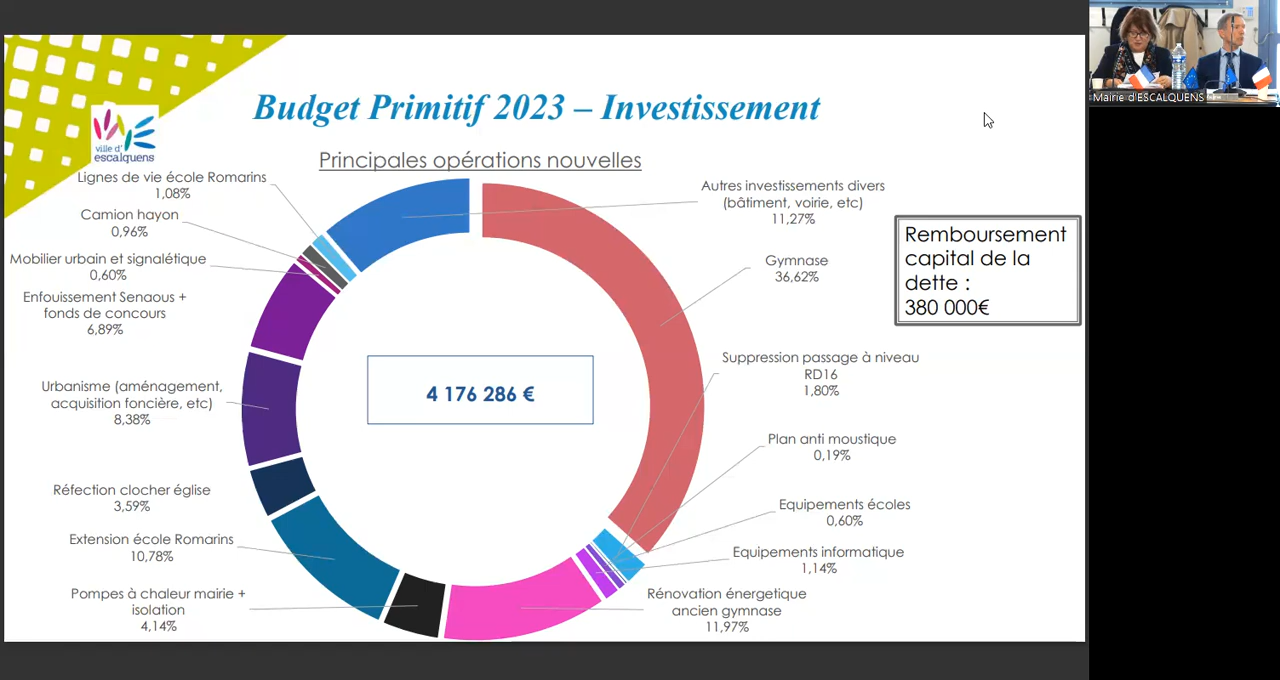 Budget Primitif 2023 – Investissement
ville d'
escalquens
Principales opérations nouvelles
Lignes de vie école Romarins
1,08%
Camion hayon
0,96%
Mobilier urbain et signalétique
0,60%
Enfouissement Senaous +
fonds de concours
6,89%
Urbanisme (aménagement,
acquisition foncière, etc)
8,38%
Réfection clocher église
3,59%
Extension école Romarins
10,78%
Pompes à chaleur mairie +
isolation
4,14%
4 176 286 €
Autres investissements divers
(bâtiment, voirie, etc)
11,27%
Gymnase
36,62%
Suppression passage à niveau
RD16
1,80%
Plan anti moustique
0,19%
Equipements écoles
0,60%
Equipements informatique
1,14%
Rénovation énergetique
ancien gymnase
11,97%
Remboursement
capital de la
dette :
380 000€
Mairie d'ESCALQUENS